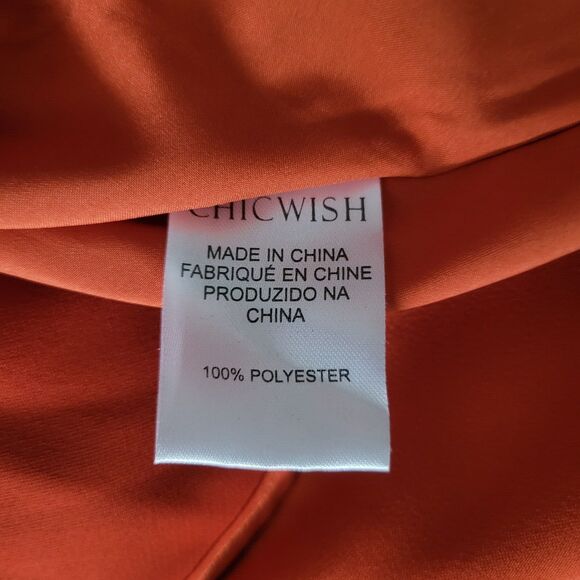 CHICWISH
MADE IN CHINA
FABRIQUÉ EN CHINE
PRODUZIDO NA
CHINA
100% POLYESTER